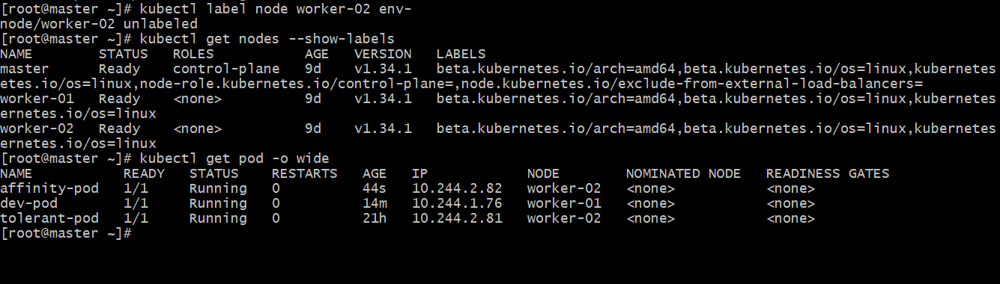 [root@master ~]# kubectl label node worker-02 env-
node/worker-02 unlabeled
[root@master ~]# kubectl get nodes --show-labels
NAME STATUS ROLES AGE VERSION LABELS
master Ready control-plane 9d v1.34.1 beta.kubernetes.io/arch=amd64,beta.kubernetes.io/os=linux,kubernetes
etes.io/os=linux,node-role.kubernetes.io/control-plane=,node.kubernetes.io/exclude-from-external-load-balancers=
worker-01 Ready <none> 9d v1.34.1 beta.kubernetes.io/arch=amd64,beta.kubernetes.io/os=linux,kubernetes
ernetes.io/os=linux
worker-02 Ready <none> 9d v1.34.1 beta.kubernetes.io/arch=amd64,beta.kubernetes.io/os=linux,kubernetes
ernetes.io/os=linux
[root@master ~]# kubectl get pod -o wide
NAME READY STATUS RESTARTS AGE IP NODE NOMINATED NODE READINESS GATES
affinity-pod 1/1 Running 0 44s 10.244.2.82 worker-02 <none> <none>
dev-pod 1/1 Running 0 14m 10.244.1.76 worker-01 <none> <none>
tolerant-pod 1/1 Running 0 21h 10.244.2.81 worker-02 <none> <none>
[root@master ~]#